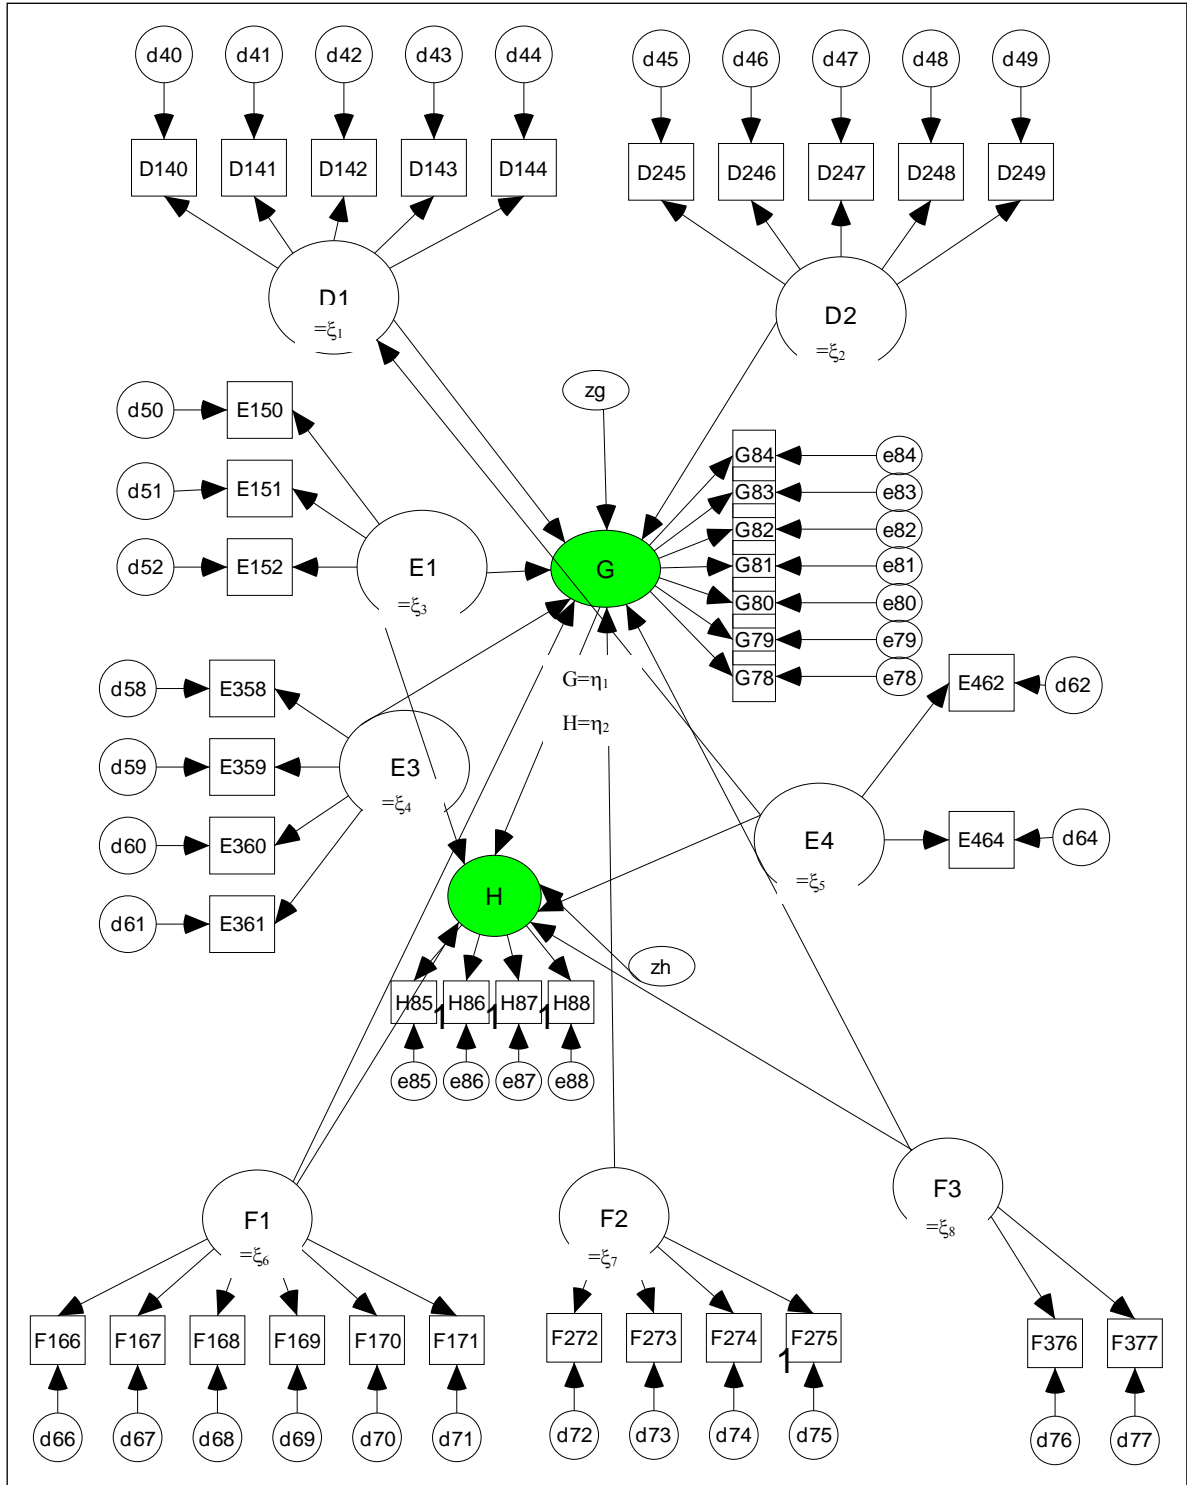 d40 d41 d42 d43 d44 d45 d46 d47 d48 d49
D140 D141 D142 D143 D144 D245 D246 D247 D248 D249
D1
=ξ1
D2
=ξ2
zg
d50 E150
d51 E151
d52 E152
E1
=ξ3
G
G84 e84
G83 e83
G82 e82
G81 e81
G80 e80
G79 e79
G78 e78
G=η1
H=η2
E462 d62
d58 E358
d59 E359
d60 E360
d61 E361
E3
=ξ4
E4
=ξ5
E464 d64
H
zh
H85 1 H86 1 H87 1 H88
e85 e86 e87 e88
F1
=ξ6
F2
=ξ7
F3
=ξ8
F166 F167 F168 F169 F170 F171 F272 F273 F274 1 F275 F376 F377
d66 d67 d68 d69 d70 d71 d72 d73 d74 d75 d76 d77